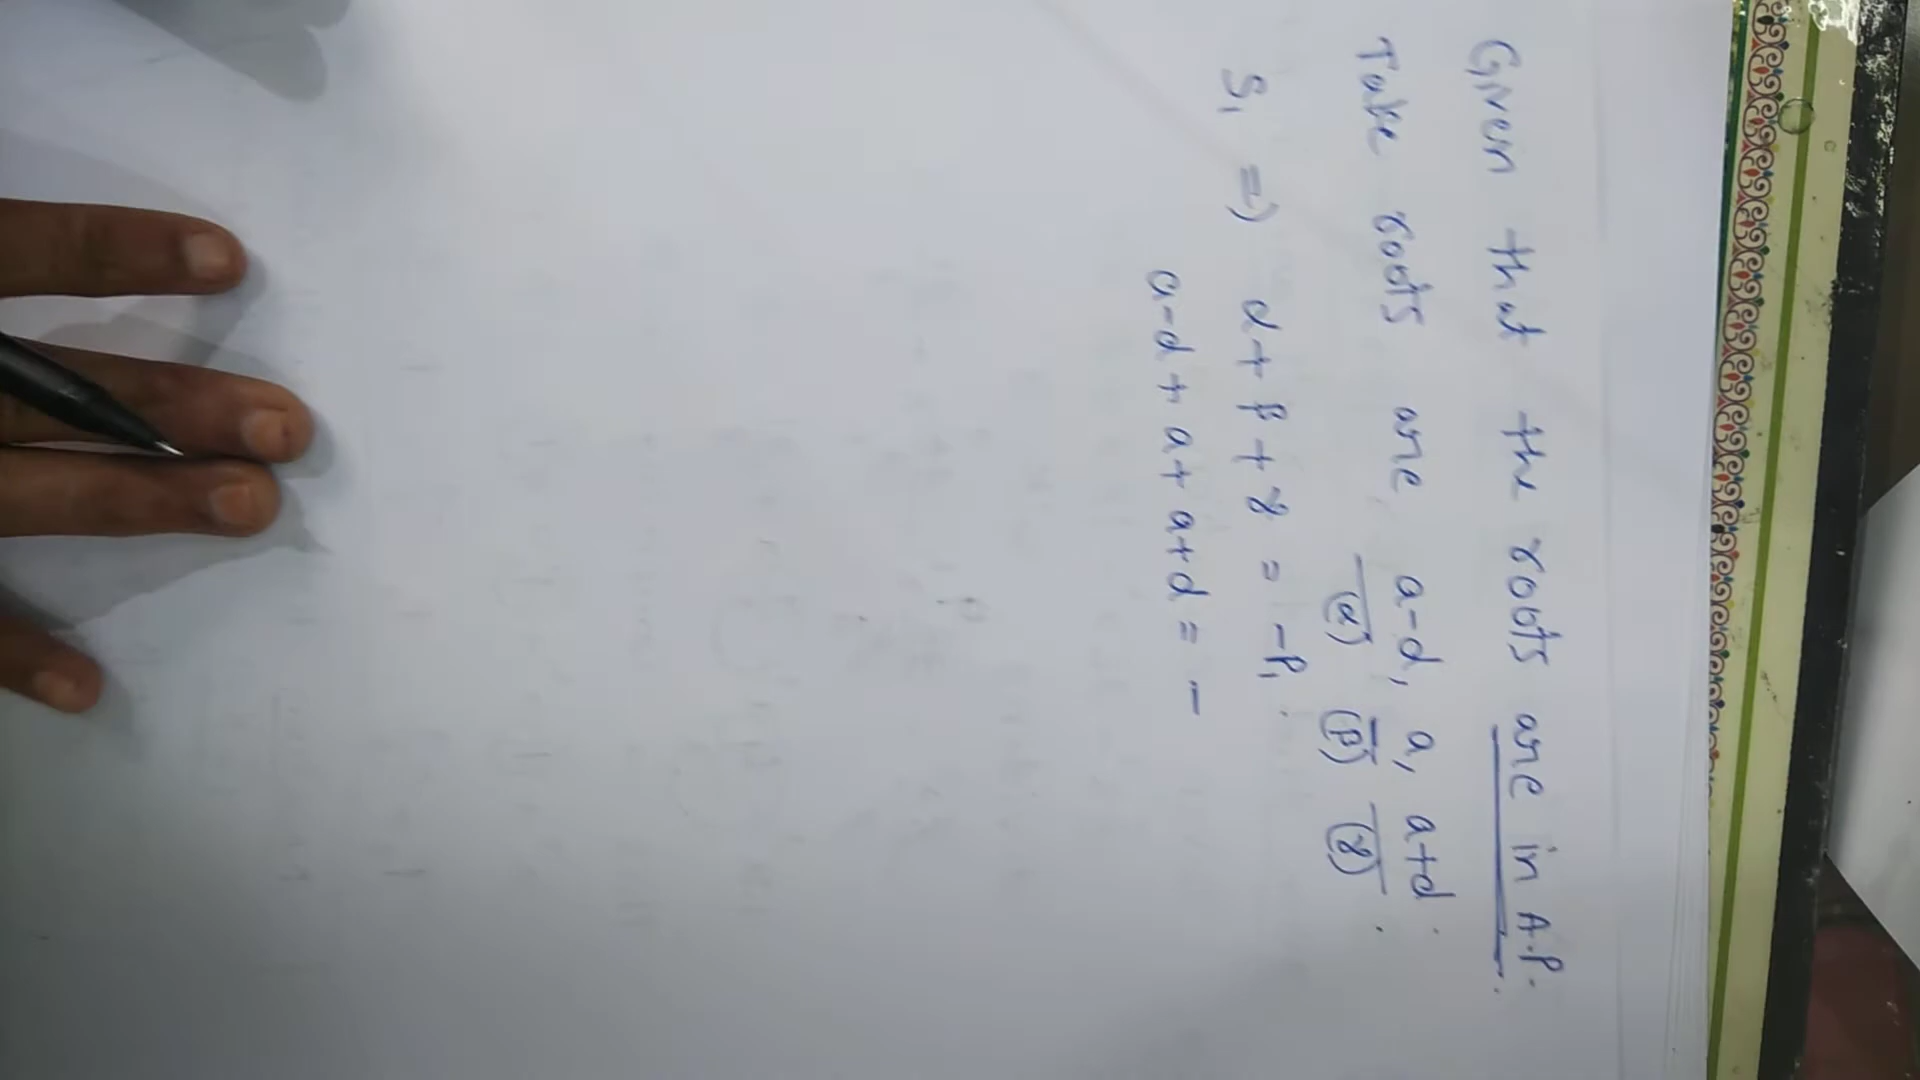 Given that the roots are in A.P.
Take roots are a-d, a, a+d.
(α) (β) (γ)
S₁ ⇒ α + β + γ = -P₁.
a-d + a + a+d = -